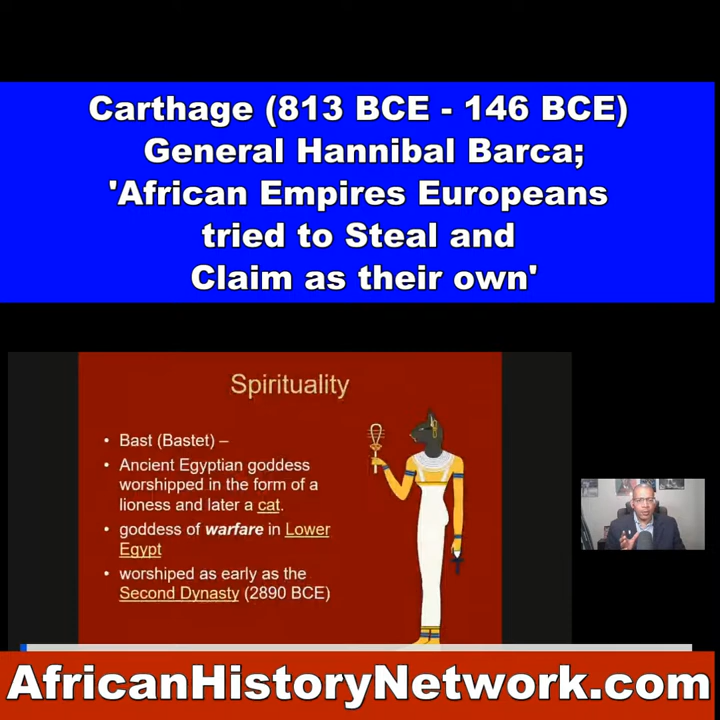 Carthage (813 BCE - 146 BCE)
General Hannibal Barca;
'African Empires Europeans
tried to Steal and
Claim as their own'
Spirituality
• Bast (Bastet) –
• Ancient Egyptian goddess
worshipped in the form of a
lioness and later a cat.
• goddess of warfare in Lower
Egypt
• worshiped as early as the
Second Dynasty (2890 BCE)
AfricanHistoryNetwork.com